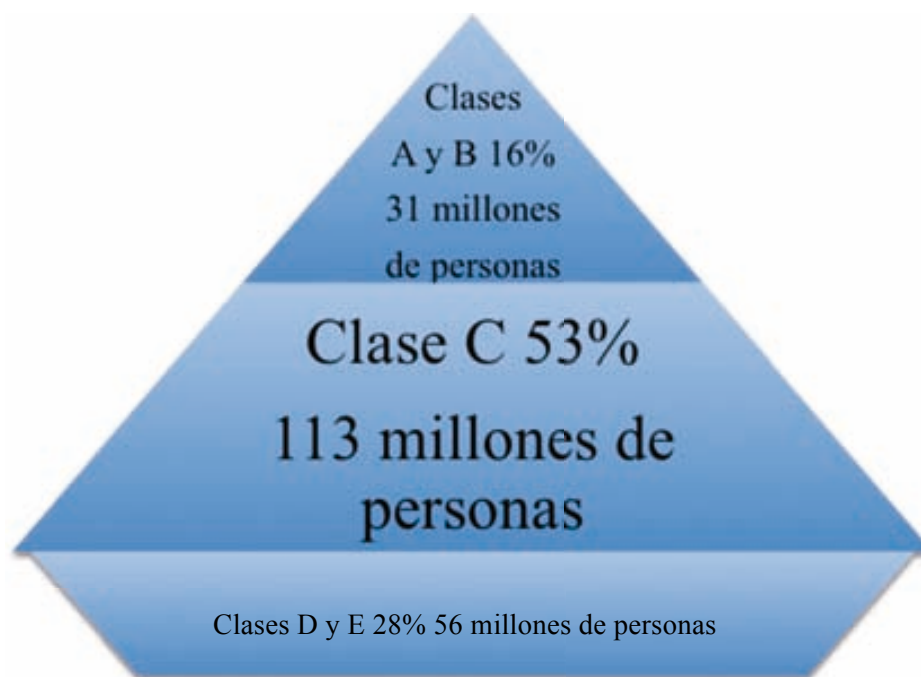 Clases
A y B 16%
31 millones
de personas
Clase C 53%
113 millones de
personas
Clases D y E 28% 56 millones de personas